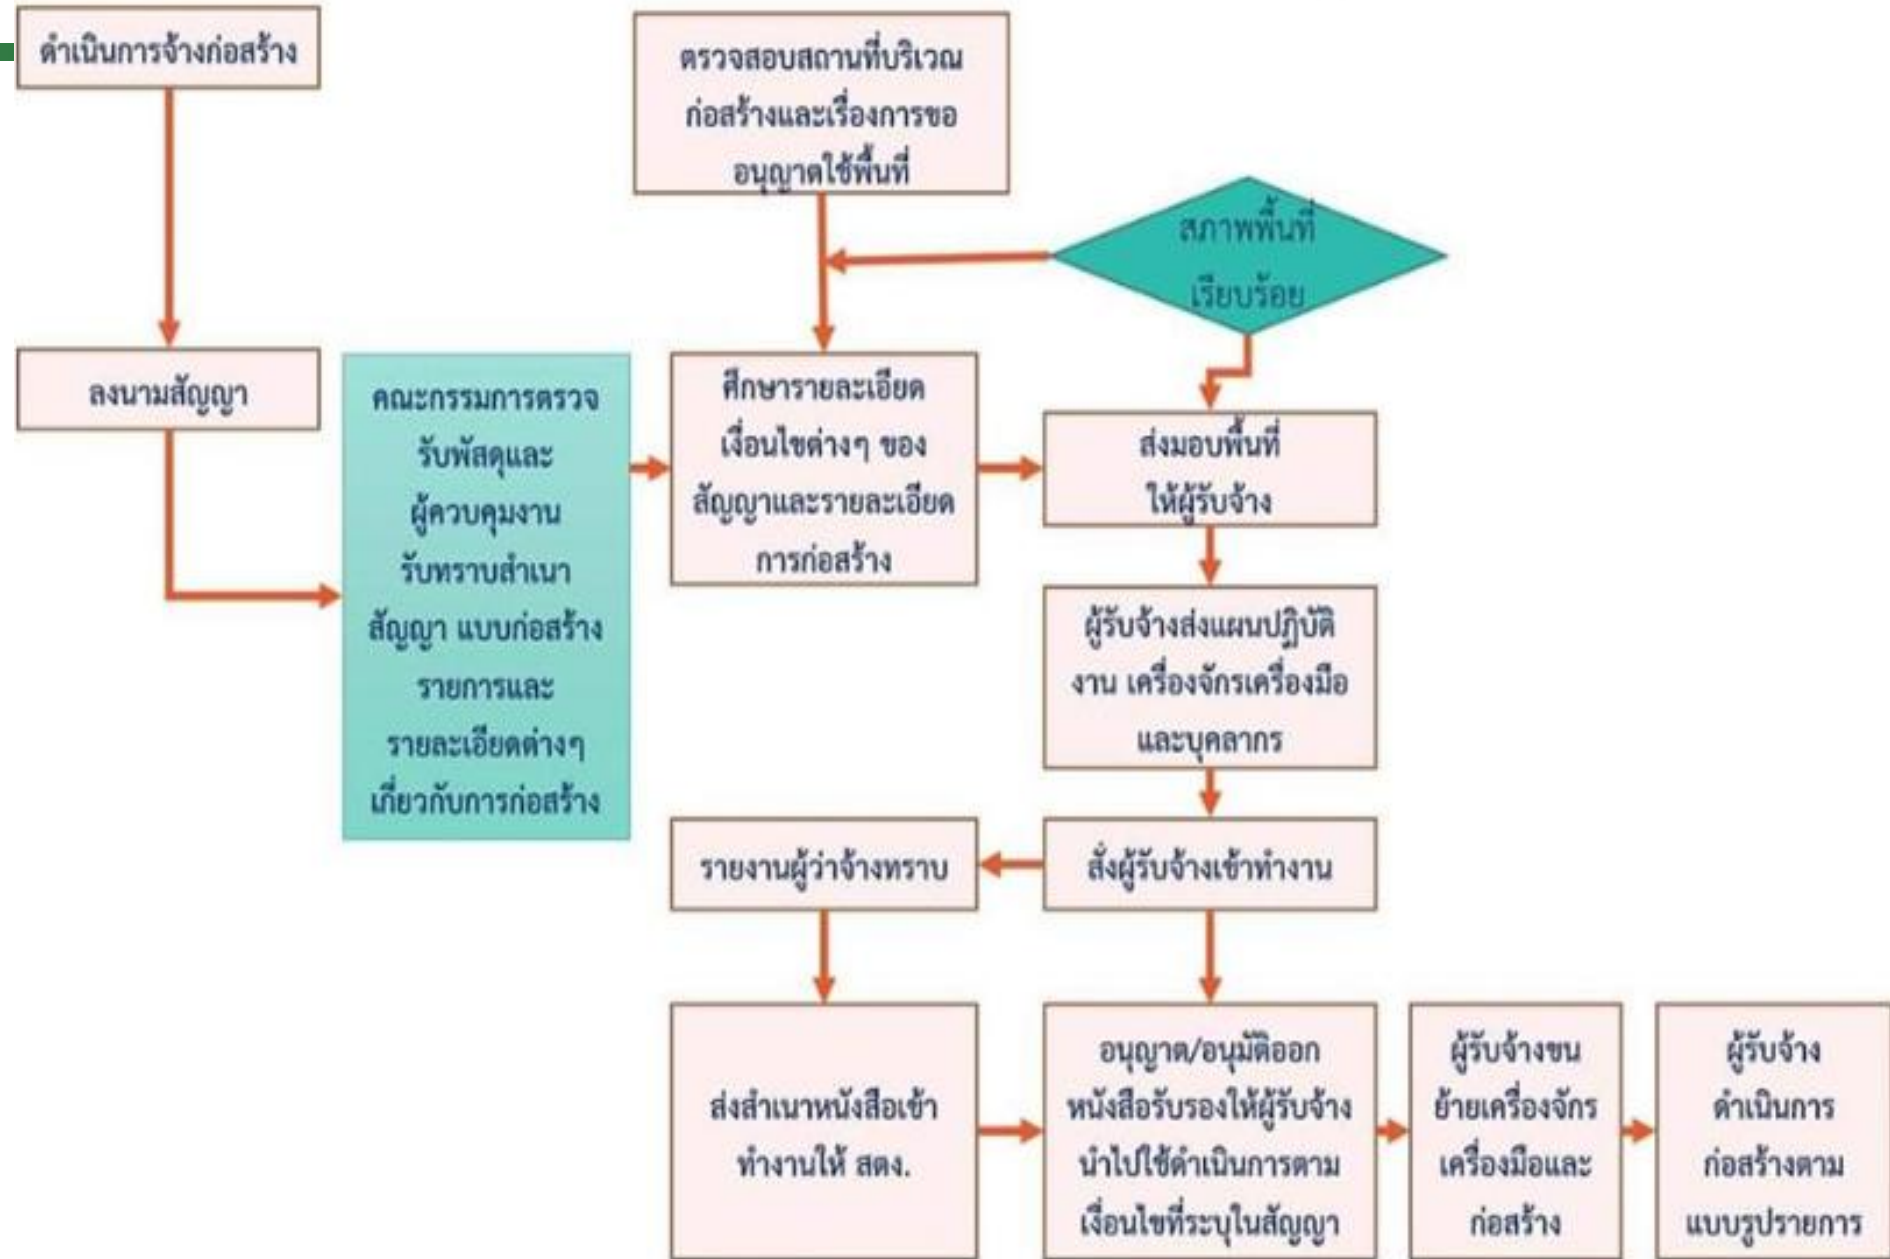 ดำเนินการจ้างก่อสร้าง
ตรวจสอบสถานที่บริเวณ
ก่อสร้างและเรื่องการขอ
อนุญาตใช้พื้นที่
สภาพพื้นที่
เรียบร้อย
ลงนามสัญญา
คณะกรรมการตรวจ
รับพัสดุและ
ผู้ควบคุมงาน
รับทราบสำเนา
สัญญา แบบก่อสร้าง
รายการและ
รายละเอียดต่างๆ
เกี่ยวกับการก่อสร้าง
ศึกษารายละเอียด
เงื่อนไขต่างๆ ของ
สัญญาและรายละเอียด
การก่อสร้าง
ส่งมอบพื้นที่
ให้ผู้รับจ้าง
ผู้รับจ้างส่งแผนปฏิบัติ
งาน เครื่องจักรเครื่องมือ
และบุคลากร
รายงานผู้ว่าจ้างทราบ
สั่งผู้รับจ้างเข้าทำงาน
ส่งสำเนาหนังสือเข้า
ทำงานให้ สตง.
อนุญาต/อนุมัติออก
หนังสือรับรองให้ผู้รับจ้าง
นำไปใช้ดำเนินการตาม
เงื่อนไขที่ระบุในสัญญา
ผู้รับจ้างขน
ย้ายเครื่องจักร
เครื่องมือและ
ก่อสร้าง
ผู้รับจ้าง
ดำเนินการ
ก่อสร้างตาม
แบบรูปรายการ